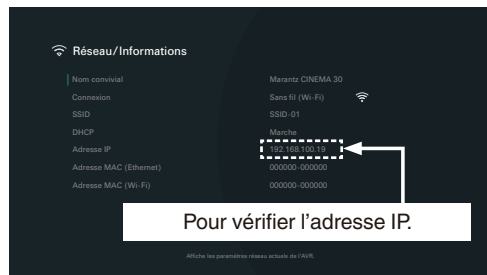 Réseau/Informations
Nom convivial Marantz CINEMA 30
Connexion Sans fil (Wi-Fi)
SSID SSID-01
DHCP Marche
Adresse IP 192.168.100.19
Adresse MAC (Ethernet) 000000-000000
Adresse MAC (Wi-Fi) 000000-000000
Pour vérifier l’adresse IP.
Affiche les paramètres réseau actuels de l'AVR.